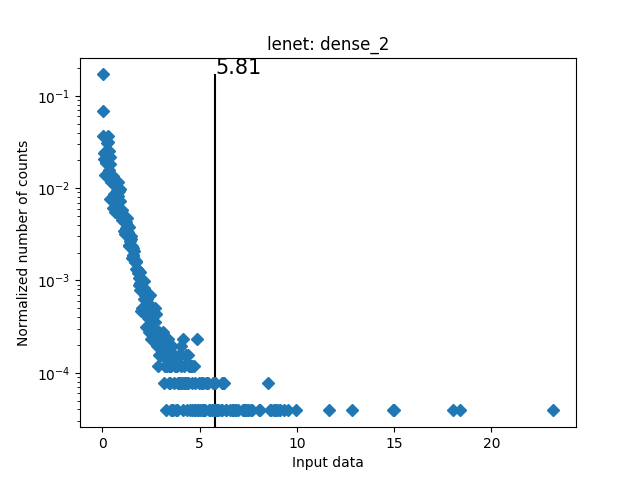 lenet: dense_2
5.81
10⁻¹
10⁻²
10⁻³
10⁻⁴
Normalized number of counts
0 5 10 15 20
Input data